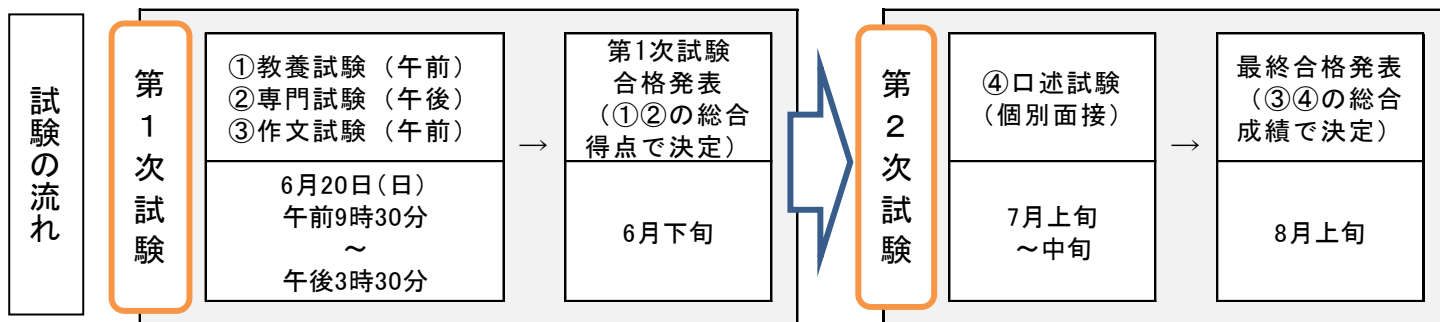 試験の流れ
第1次試験
①教養試験（午前）
②専門試験（午後）
③作文試験（午前）
6月20日(日)
午前9時30分
～
午後3時30分
→
第1次試験
合格発表
（①②の総合
得点で決定）
6月下旬
第2次試験
④口述試験
（個別面接）
7月上旬
～中旬
→
最終合格発表
（③④の総合
成績で決定）
8月上旬